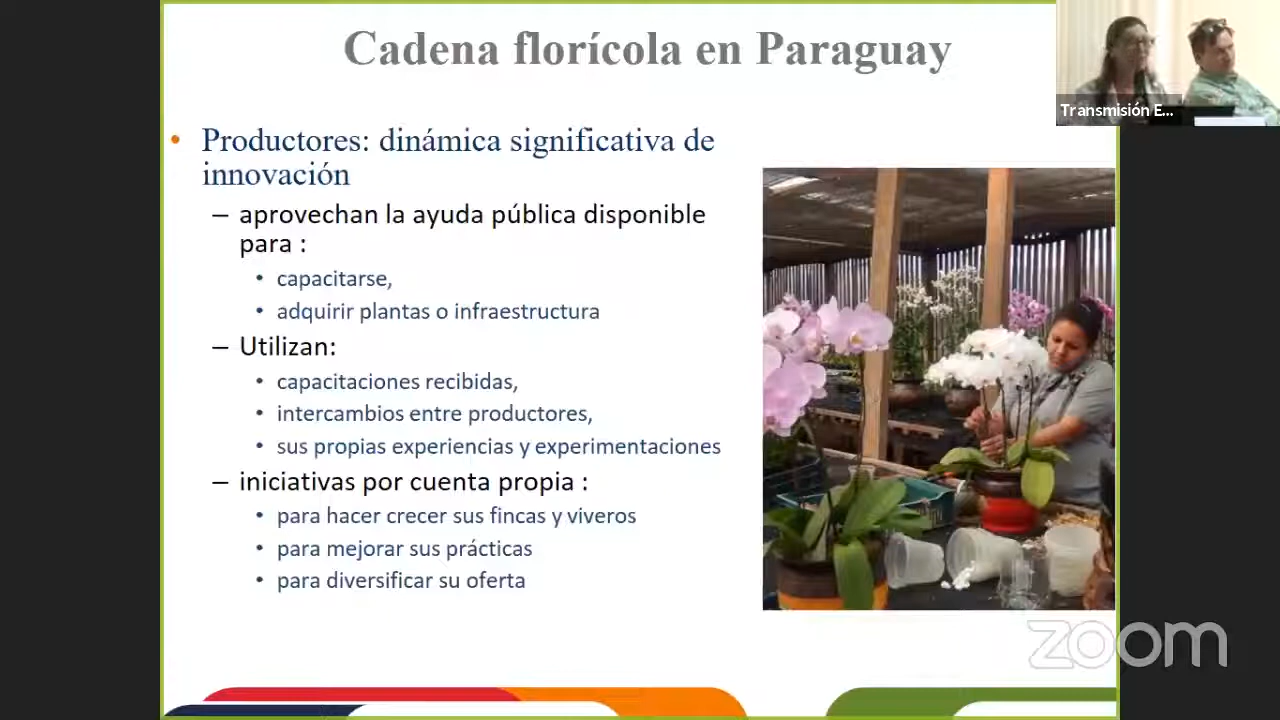 Cadena florícola en Paraguay
Transmisión E...
• Productores: dinámica significativa de
innovación
– aprovechan la ayuda pública disponible
para :
• capacitarse,
• adquirir plantas o infraestructura
– Utilizan:
• capacitaciones recibidas,
• intercambios entre productores,
• sus propias experiencias y experimentaciones
– iniciativas por cuenta propia :
• para hacer crecer sus fincas y viveros
• para mejorar sus prácticas
• para diversificar su oferta
zoom